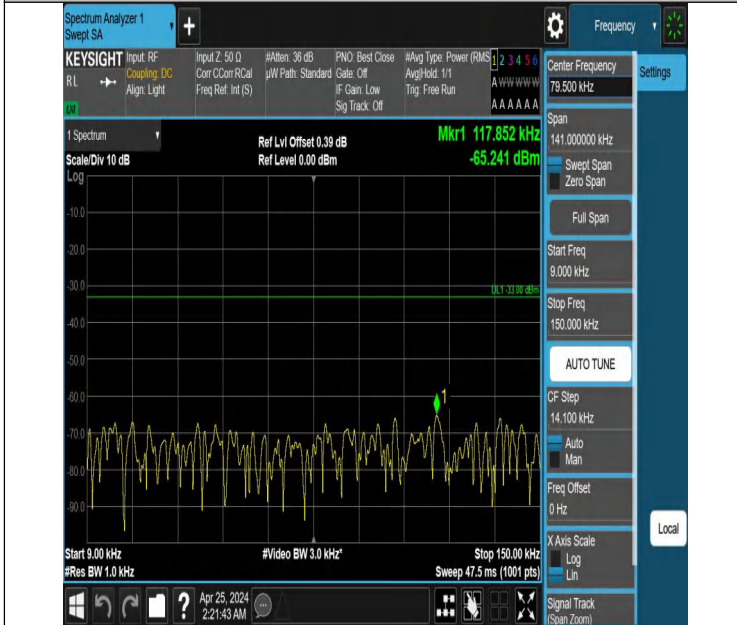 Spectrum Analyzer 1
Swept SA
+
Frequency
KEYSIGHT Input: RF Input Z: 50 Ω #Atten: 36 dB PNO: Best Close #Avg Type: Power (RMS 1 2 3 4 5 6
RL Coupling: DC Corr CCorr RCal µW Path: Standard Gate: Off Avg|Hold: 1/1 A W W W W W
Align: Light Freq Ref: Int (S) IF Gain: Low Trig: Free Run
Sig Track: Off A A A A A A
Center Frequency
79.500 kHz
Settings
Span
141.000000 kHz
Swept Span
Zero Span
Full Span
Start Freq
9.000 kHz
Stop Freq
150.000 kHz
AUTO TUNE
CF Step
14.100 kHz
Auto
Man
Freq Offset
0 Hz
X Axis Scale
Log
Lin
Signal Track
(Span Zoom)
Local
1 Spectrum
Scale/Div 10 dB
Log
Ref Lvl Offset 0.39 dB
Ref Level 0.00 dBm
Mkr1 117.852 kHz
-65.241 dBm
-10.0
-20.0
-30.0
DL1 -33.00 dBm
-40.0
-50.0
-60.0
1
-70.0
-80.0
-90.0
Start 9.00 kHz #Video BW 3.0 kHz* Stop 150.00 kHz
#Res BW 1.0 kHz Sweep 47.5 ms (1001 pts)
? Apr 25, 2024
2:21:43 AM